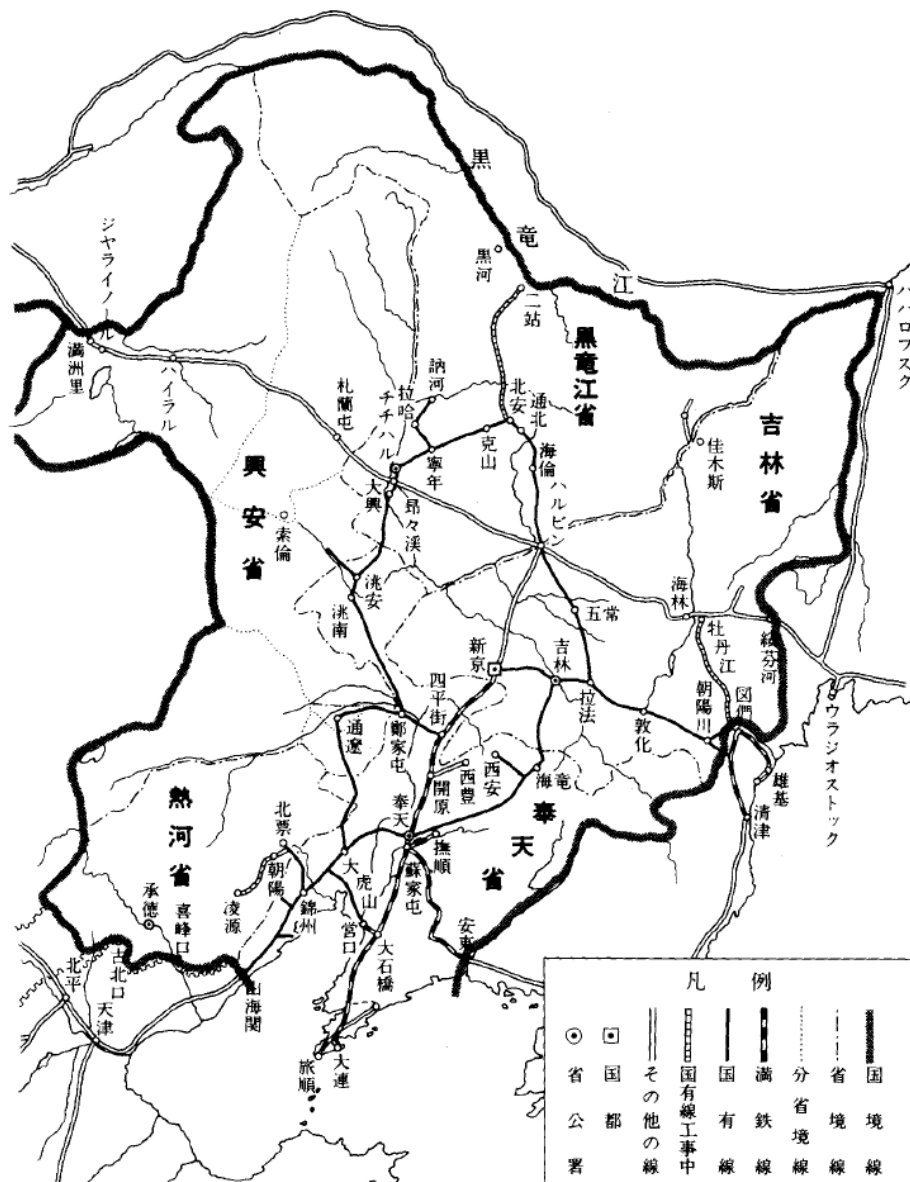 黒竜江
黒河
二站
ハバロフスク
ジヤライノール
満洲里
ハイラル
札蘭屯
チチハル
拉哈
訥河
北安
通北
克山
海倫
寧年
黒竜江省
吉林省
佳木斯
興安省
索倫
大興
昂々渓
ハルビン
洮安
洮南
海林
牡丹江
綏芬河
五常
新京
吉林
拉法
敦化
朝陽川
図們
ウラジオストック
雄基
清津
四平街
鄭家屯
通遼
開原
西豊
西安
海竜
奉天
奉天省
撫順
蘇家屯
熱河省
北票
朝陽
凌源
錦州
大虎山
営口
大石橋
安東
承徳
喜峰口
古北口
北平
天津
山海関
旅順
大連
凡例
国境線
省境線
分省境線
満鉄線
国有線
国有線工事中
その他の線
国都
省公署